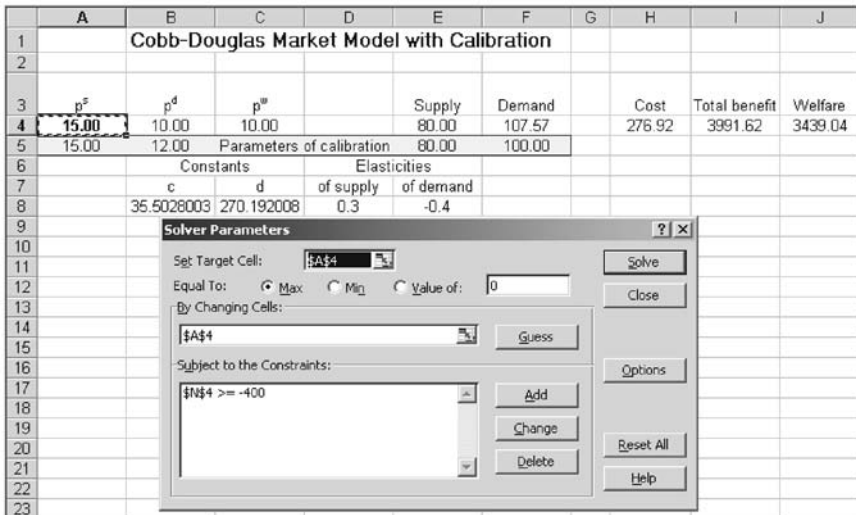 A B C D E F G H I J
1 Cobb-Douglas Market Model with Calibration
2
3 pˢ pᵈ pʷ Supply Demand Cost Total benefit Welfare
4 15.00 10.00 10.00 80.00 107.57 276.92 3991.62 3439.04
5 15.00 12.00 Parameters of calibration 80.00 100.00
6 Constants Elasticities
7 c d of supply of demand
8 35.5028003 270.192008 0.3 -0.4
9 Solver Parameters ? ×
10
11 Set Target Cell: $A$4 Solve
12 Equal To: Max Min Value of: 0 Close
13 By Changing Cells:
14 $A$4 Guess
15
16 Subject to the Constraints: Options
17 $N$4 >= -400 Add
18
19 Change
20 Reset All
21 Delete
22 Help
23